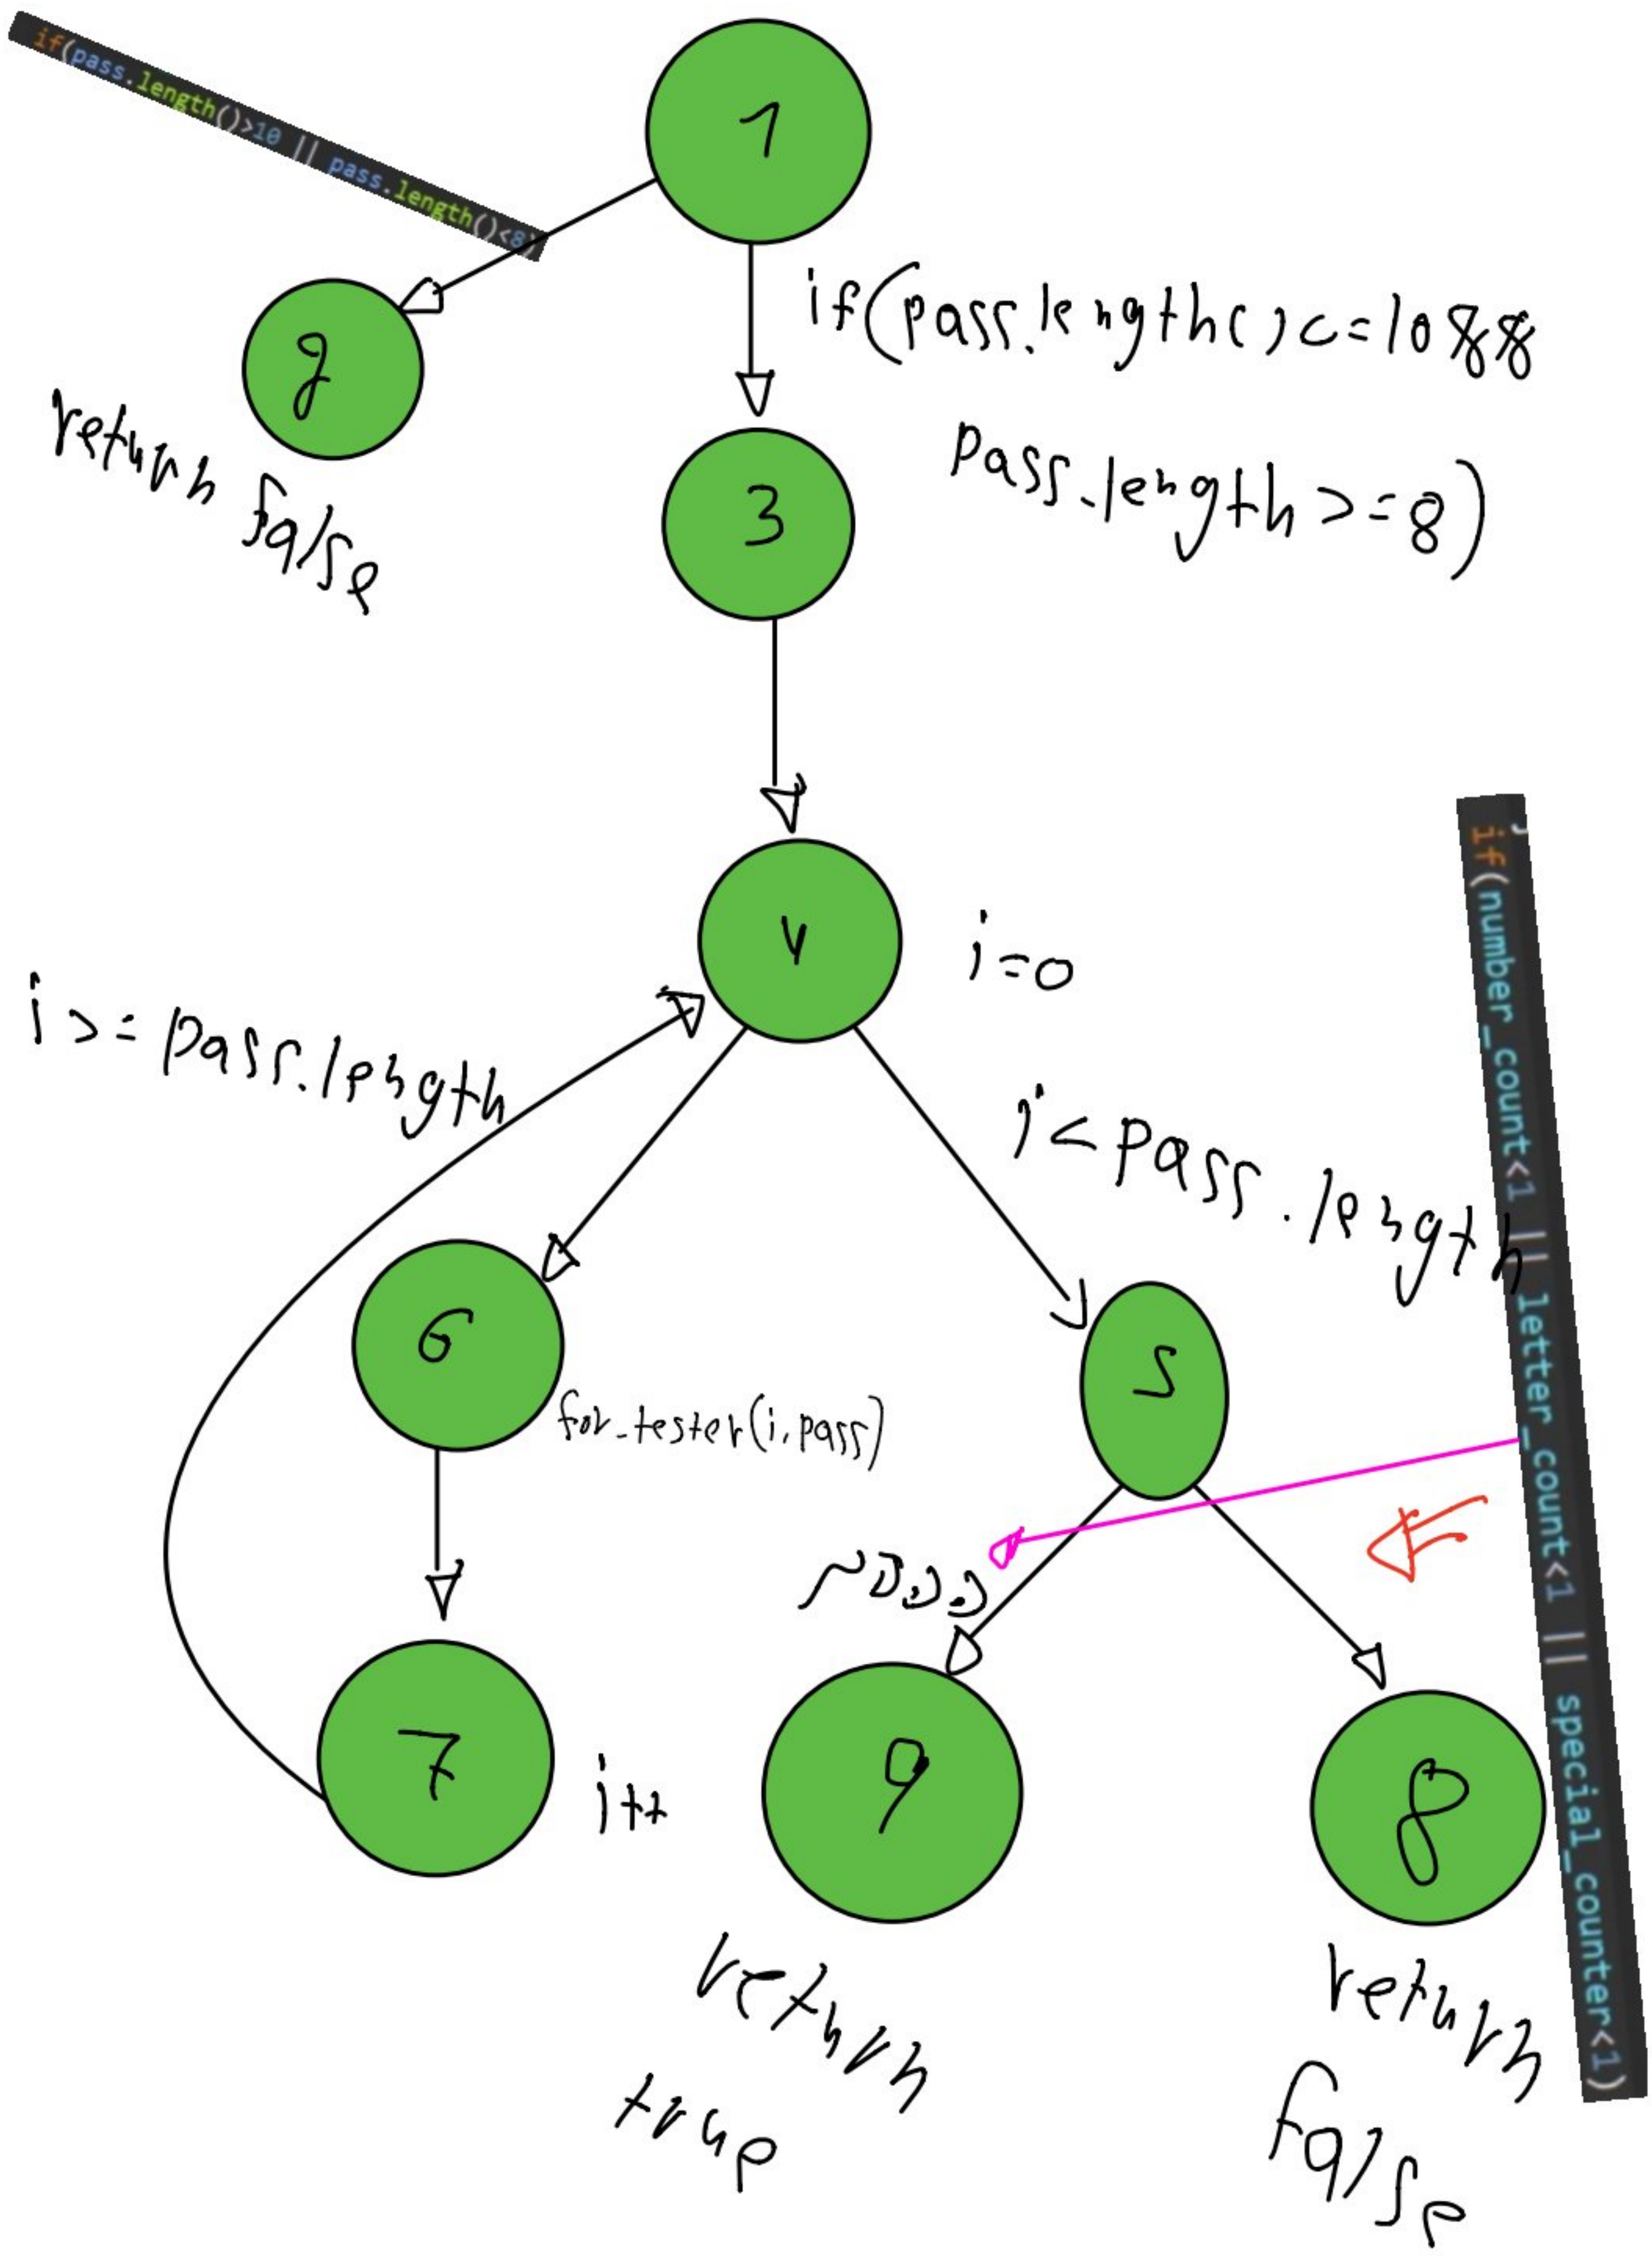 if(pass.length()>10 || pass.length()<8)
1
if(pass.length()<=10&&
pass.length>=8)
g
return false
3
4
i=0
i>=pass.length
i<pass.length
if(number_count<1 || letter_count<1 || special_counter<1)
6
5
for_tester(i,pass)
7
i++
9
8
return
true
return
false